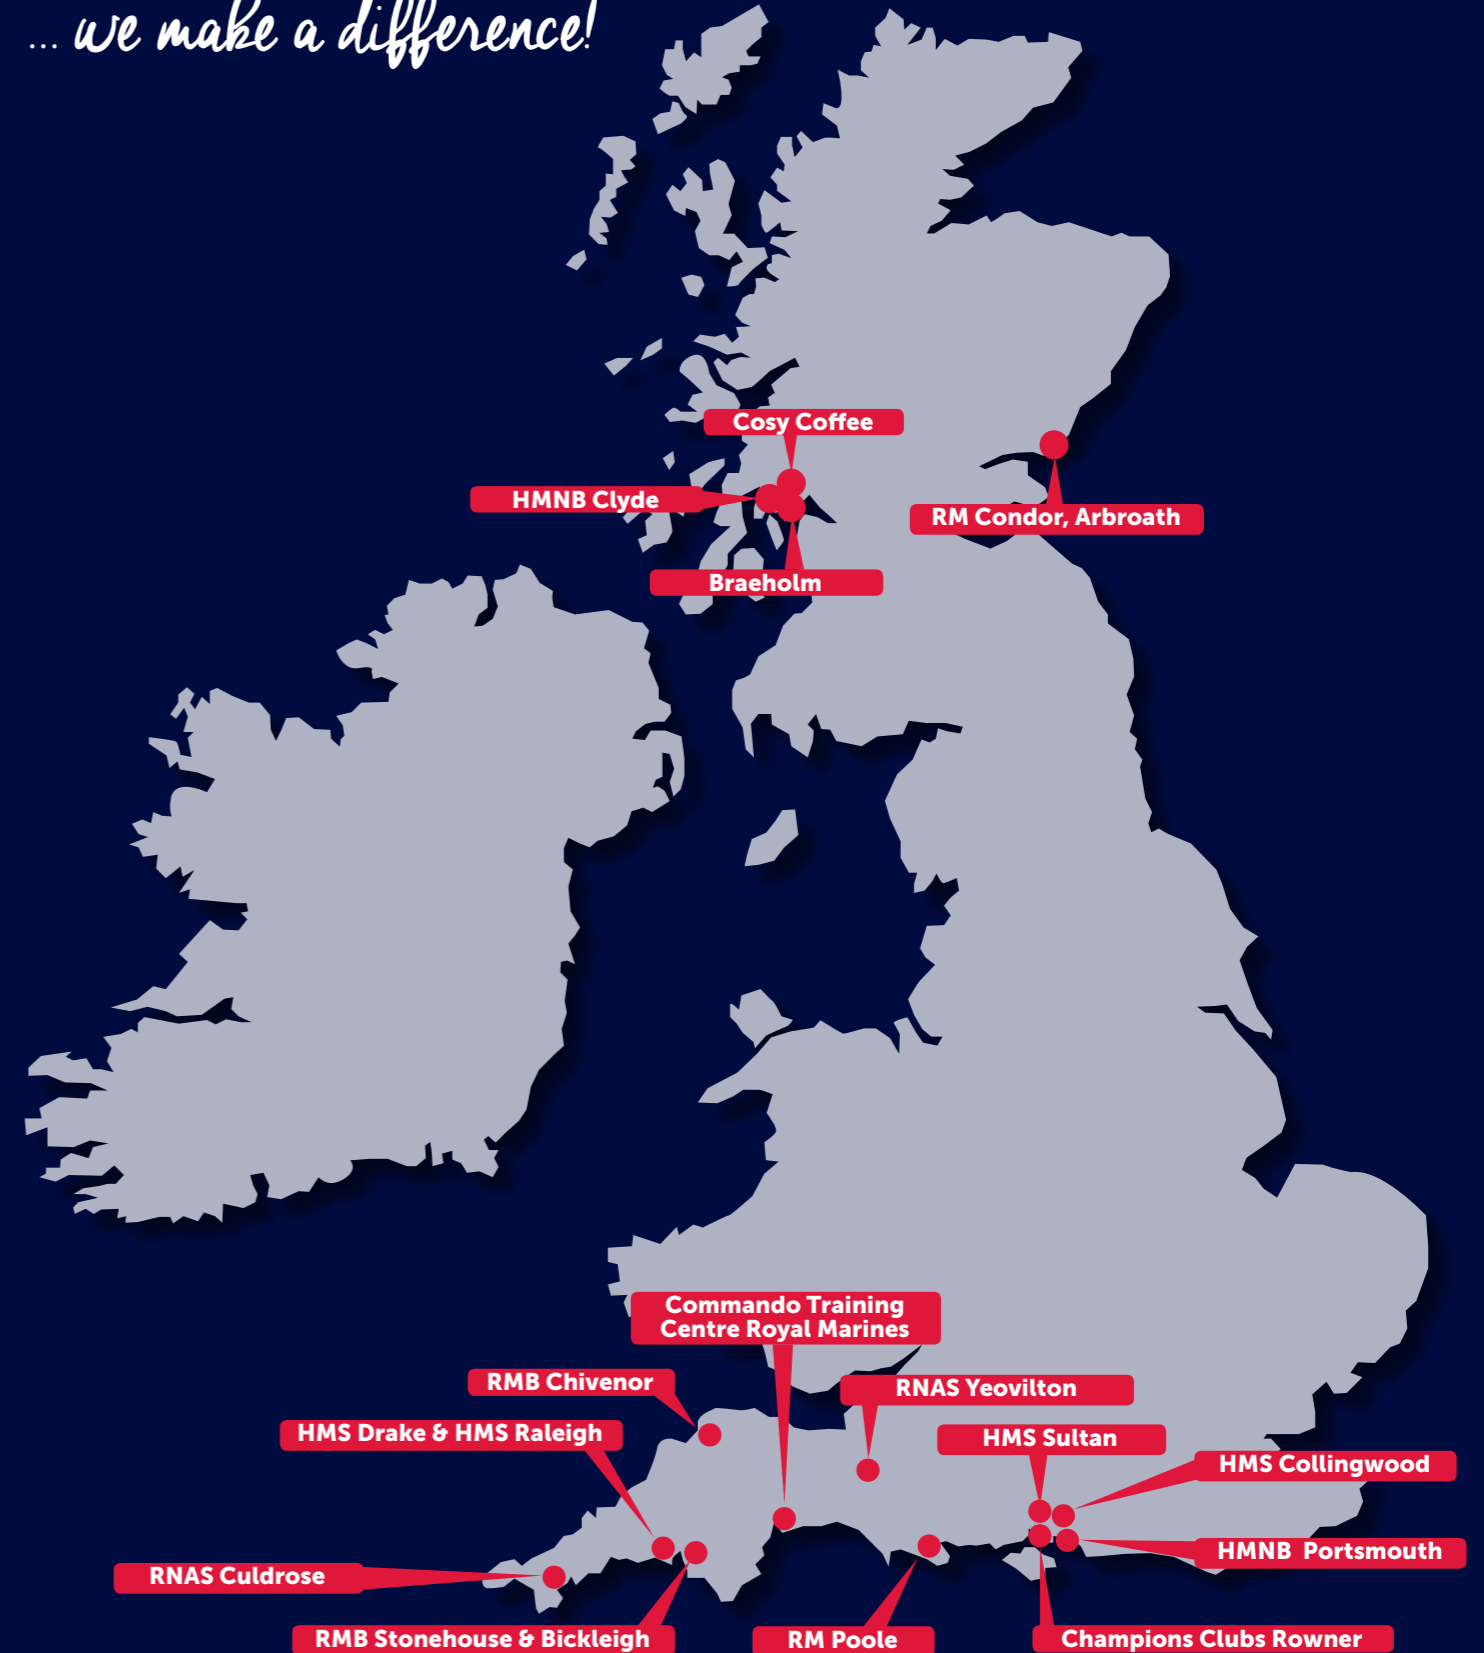 ... we make a difference!
Cosy Coffee
HMNB Clyde
RM Condor, Arbroath
Braeholm
Commando Training
Centre Royal Marines
RMB Chivenor
RNAS Yeovilton
HMS Drake & HMS Raleigh
HMS Sultan
HMS Collingwood
HMNB Portsmouth
RNAS Culdrose
RMB Stonehouse & Bickleigh
RM Poole
Champions Clubs Rowner